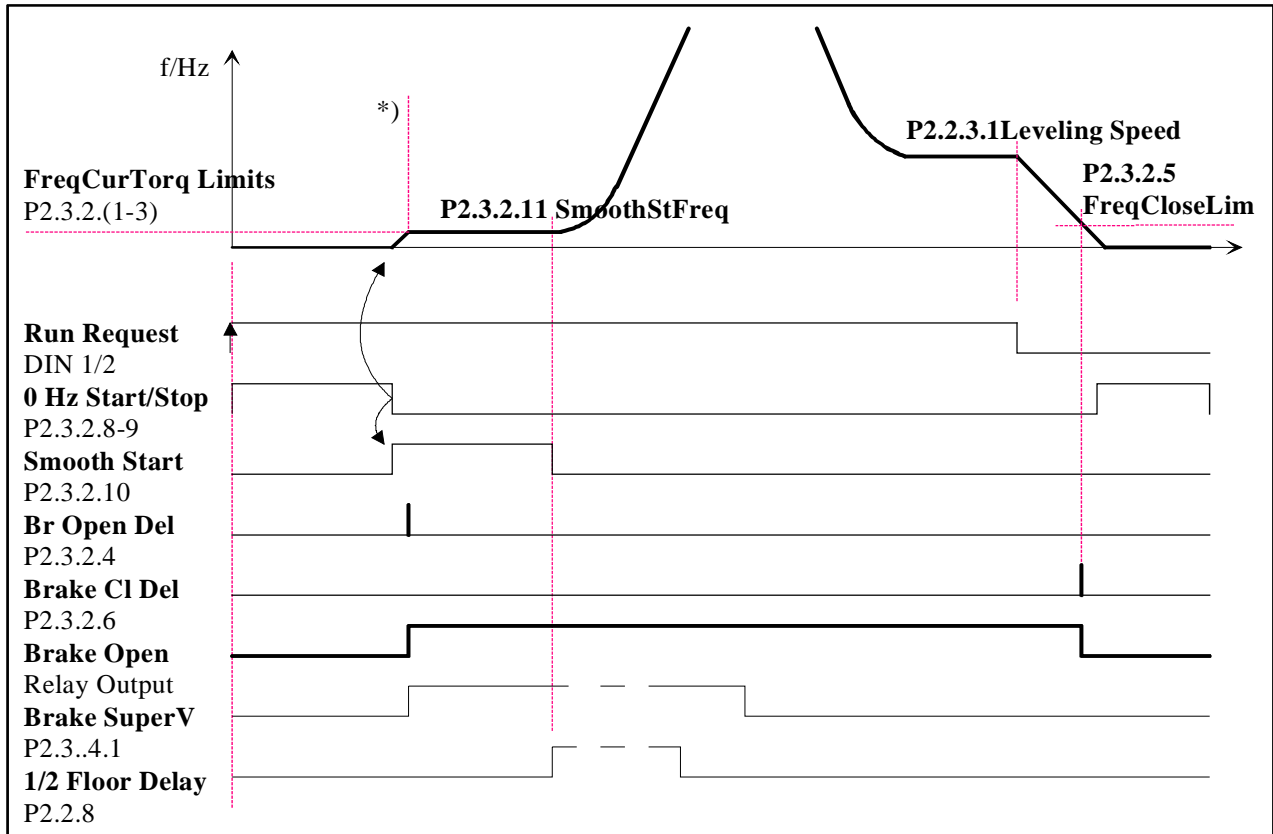 f/Hz
*)
P2.2.3.1Leveling Speed
P2.3.2.5
FreqCloseLim
FreqCurTorq Limits
P2.3.2.(1-3)
P2.3.2.11 SmoothStFreq
Run Request
DIN 1/2
0 Hz Start/Stop
P2.3.2.8-9
Smooth Start
P2.3.2.10
Br Open Del
P2.3.2.4
Brake Cl Del
P2.3.2.6
Brake Open
Relay Output
Brake SuperV
P2.3..4.1
1/2 Floor Delay
P2.2.8